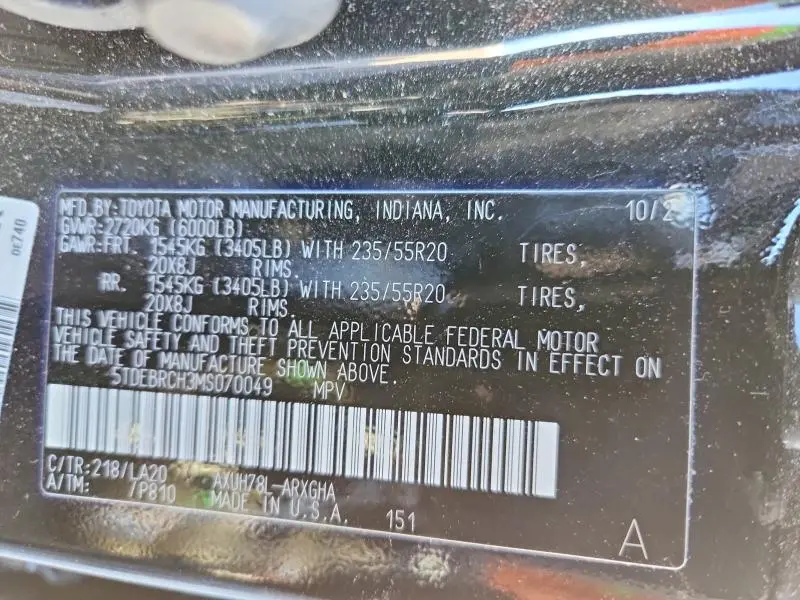 MFD.BY:TOYOTA MOTOR MANUFACTURING, INDIANA, INC. 10/2
GVWR:2720KG (6000LB)
GAWR:FRT. 1545KG (3405LB) WITH 235/55R20 TIRES,
20X8J RIMS.
RR. 1545KG (3405LB) WITH 235/55R20 TIRES,
20X8J RIMS.
THIS VEHICLE CONFORMS TO ALL APPLICABLE FEDERAL MOTOR
VEHICLE SAFETY AND THEFT PREVENTION STANDARDS IN EFFECT ON
THE DATE OF MANUFACTURE SHOWN ABOVE.
5TDEBRCH3MS070049 MPV
C/TR:218/LA20 AXUH78L-ARXGHA
A/TM: /P810 MADE IN U.S.A. 151
A